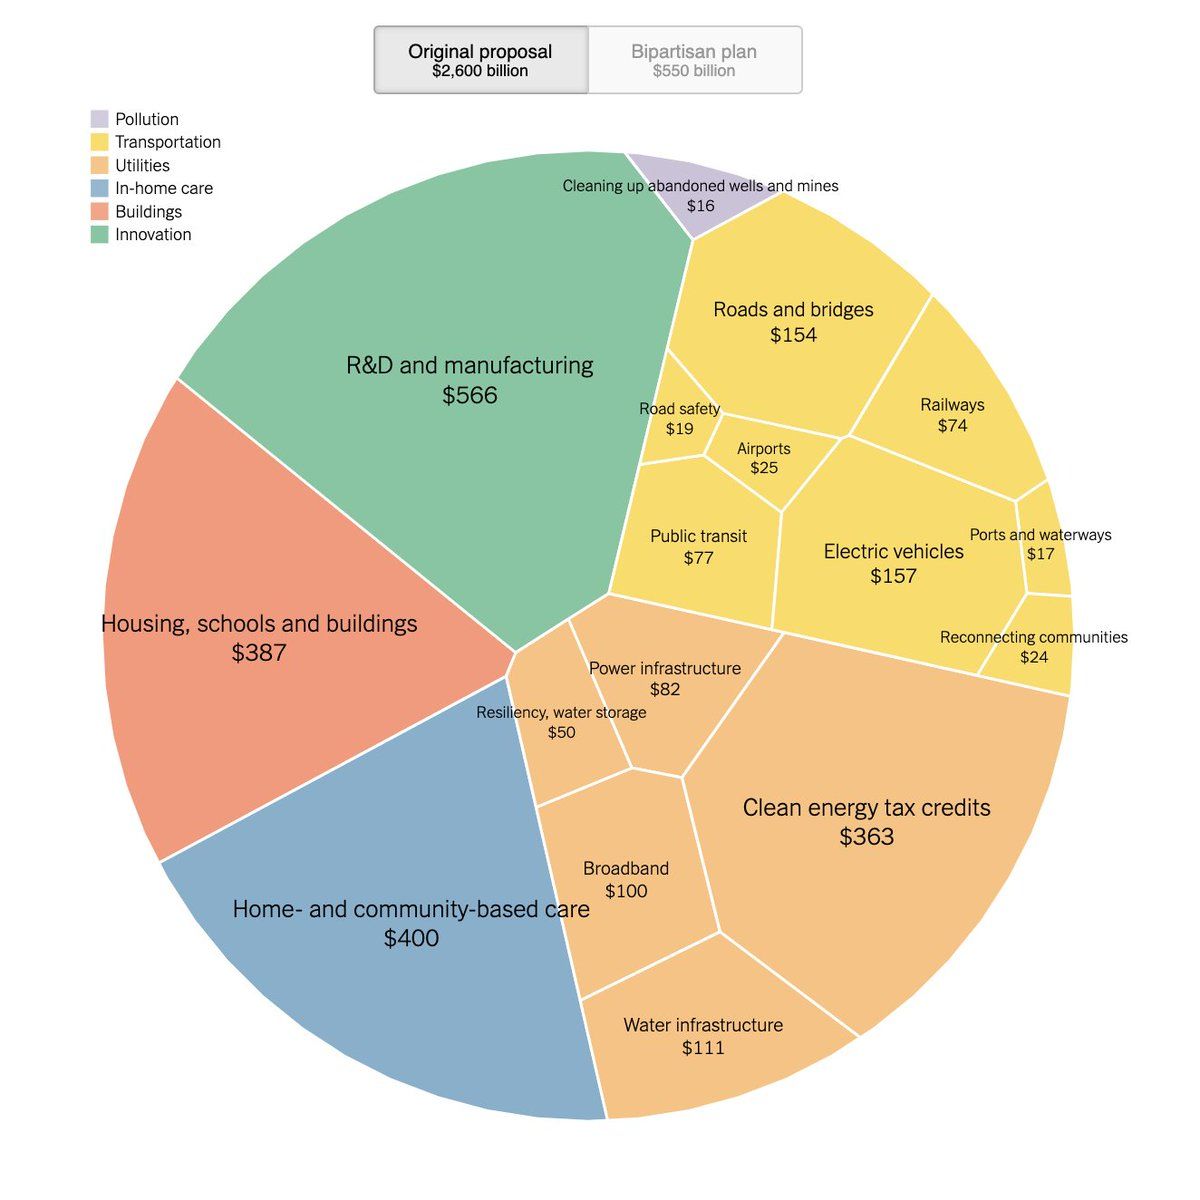 Original proposal
$2,600 billion
Bipartisan plan
$550 billion
Pollution
Transportation
Utilities
In-home care
Buildings
Innovation
Cleaning up abandoned wells and mines
$16
Roads and bridges
$154
R&D and manufacturing
$566
Road safety
$19
Railways
$74
Airports
$25
Public transit
$77
Electric vehicles
$157
Ports and waterways
$17
Housing, schools and buildings
$387
Reconnecting communities
$24
Power infrastructure
$82
Resiliency, water storage
$50
Clean energy tax credits
$363
Broadband
$100
Home- and community-based care
$400
Water infrastructure
$111